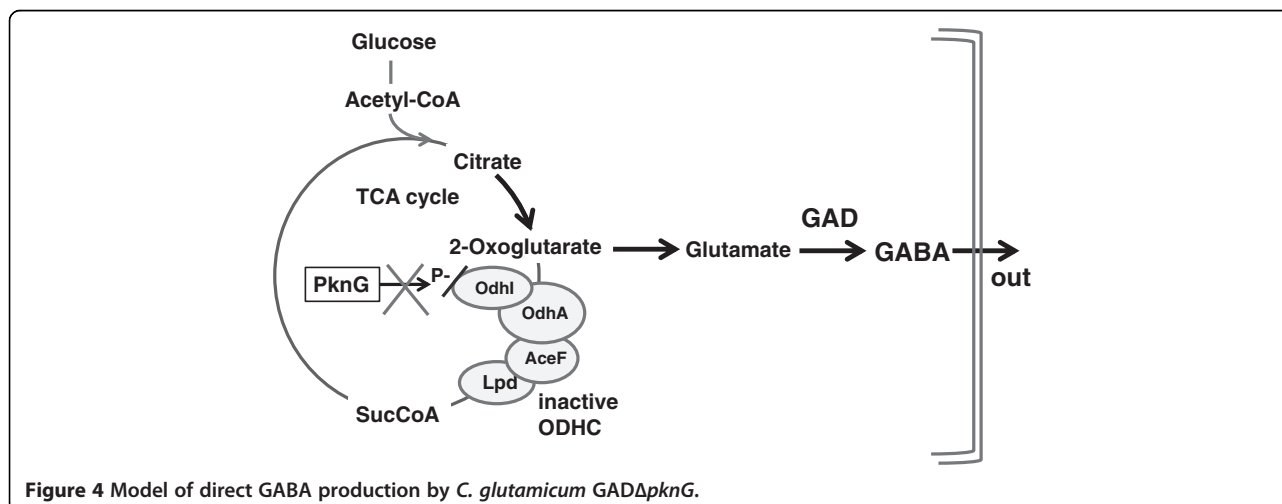 Glucose
Acetyl-CoA
Citrate
TCA cycle
2-Oxoglutarate
Glutamate
GAD
GABA
out
PknG
P-
OdhI
OdhA
AceF
Lpd
inactive
ODHC
SucCoA
Figure 4 Model of direct GABA production by C. glutamicum GADΔpknG.